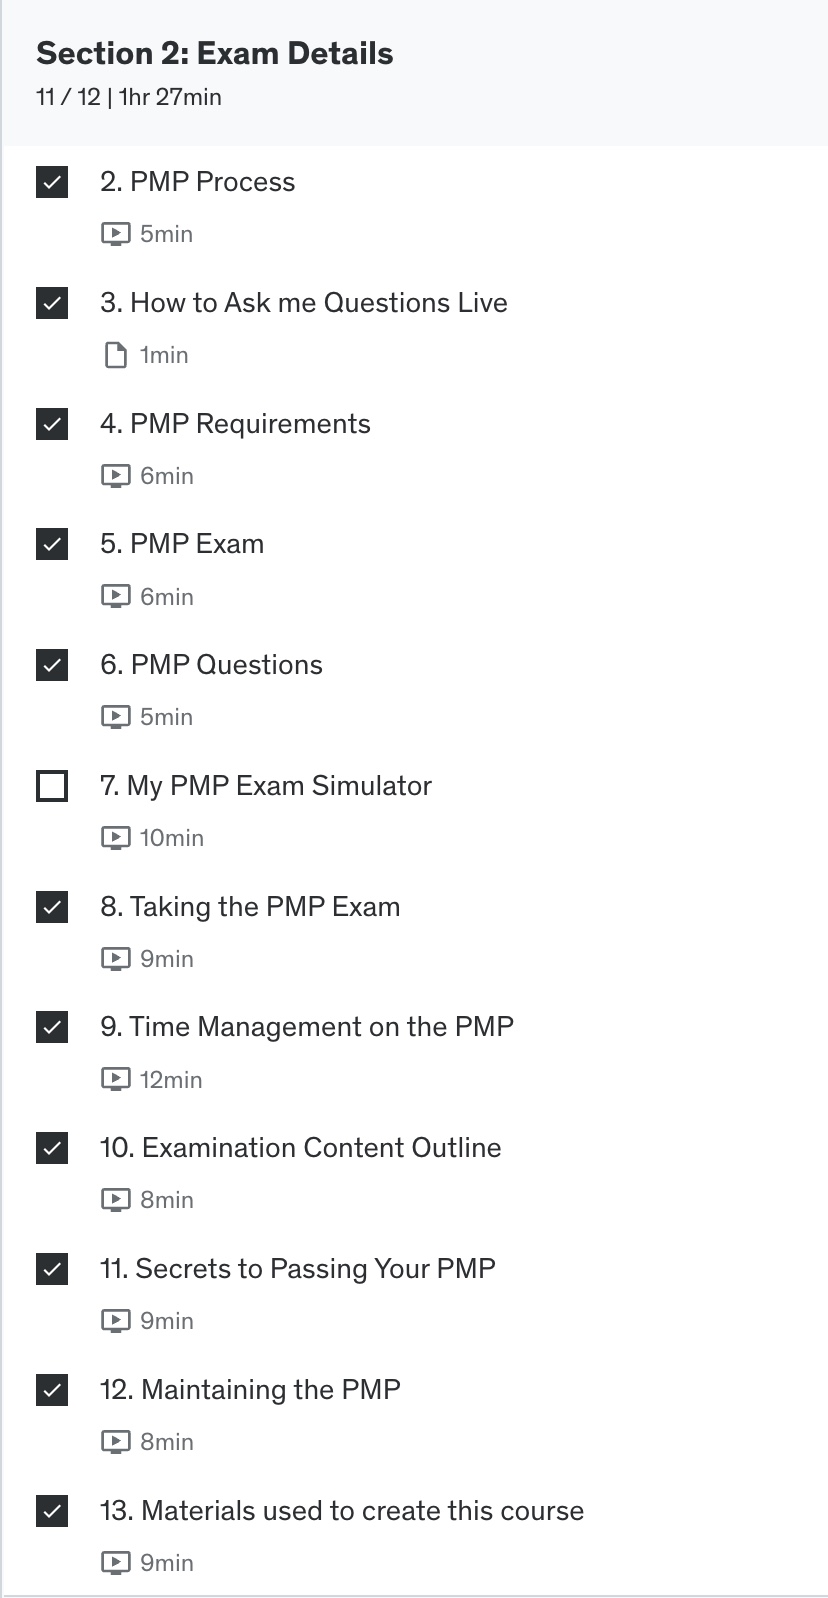 Section 2: Exam Details
11 / 12 | 1hr 27min
2. PMP Process
5min
3. How to Ask me Questions Live
1min
4. PMP Requirements
6min
5. PMP Exam
6min
6. PMP Questions
5min
7. My PMP Exam Simulator
10min
8. Taking the PMP Exam
9min
9. Time Management on the PMP
12min
10. Examination Content Outline
8min
11. Secrets to Passing Your PMP
9min
12. Maintaining the PMP
8min
13. Materials used to create this course
9min